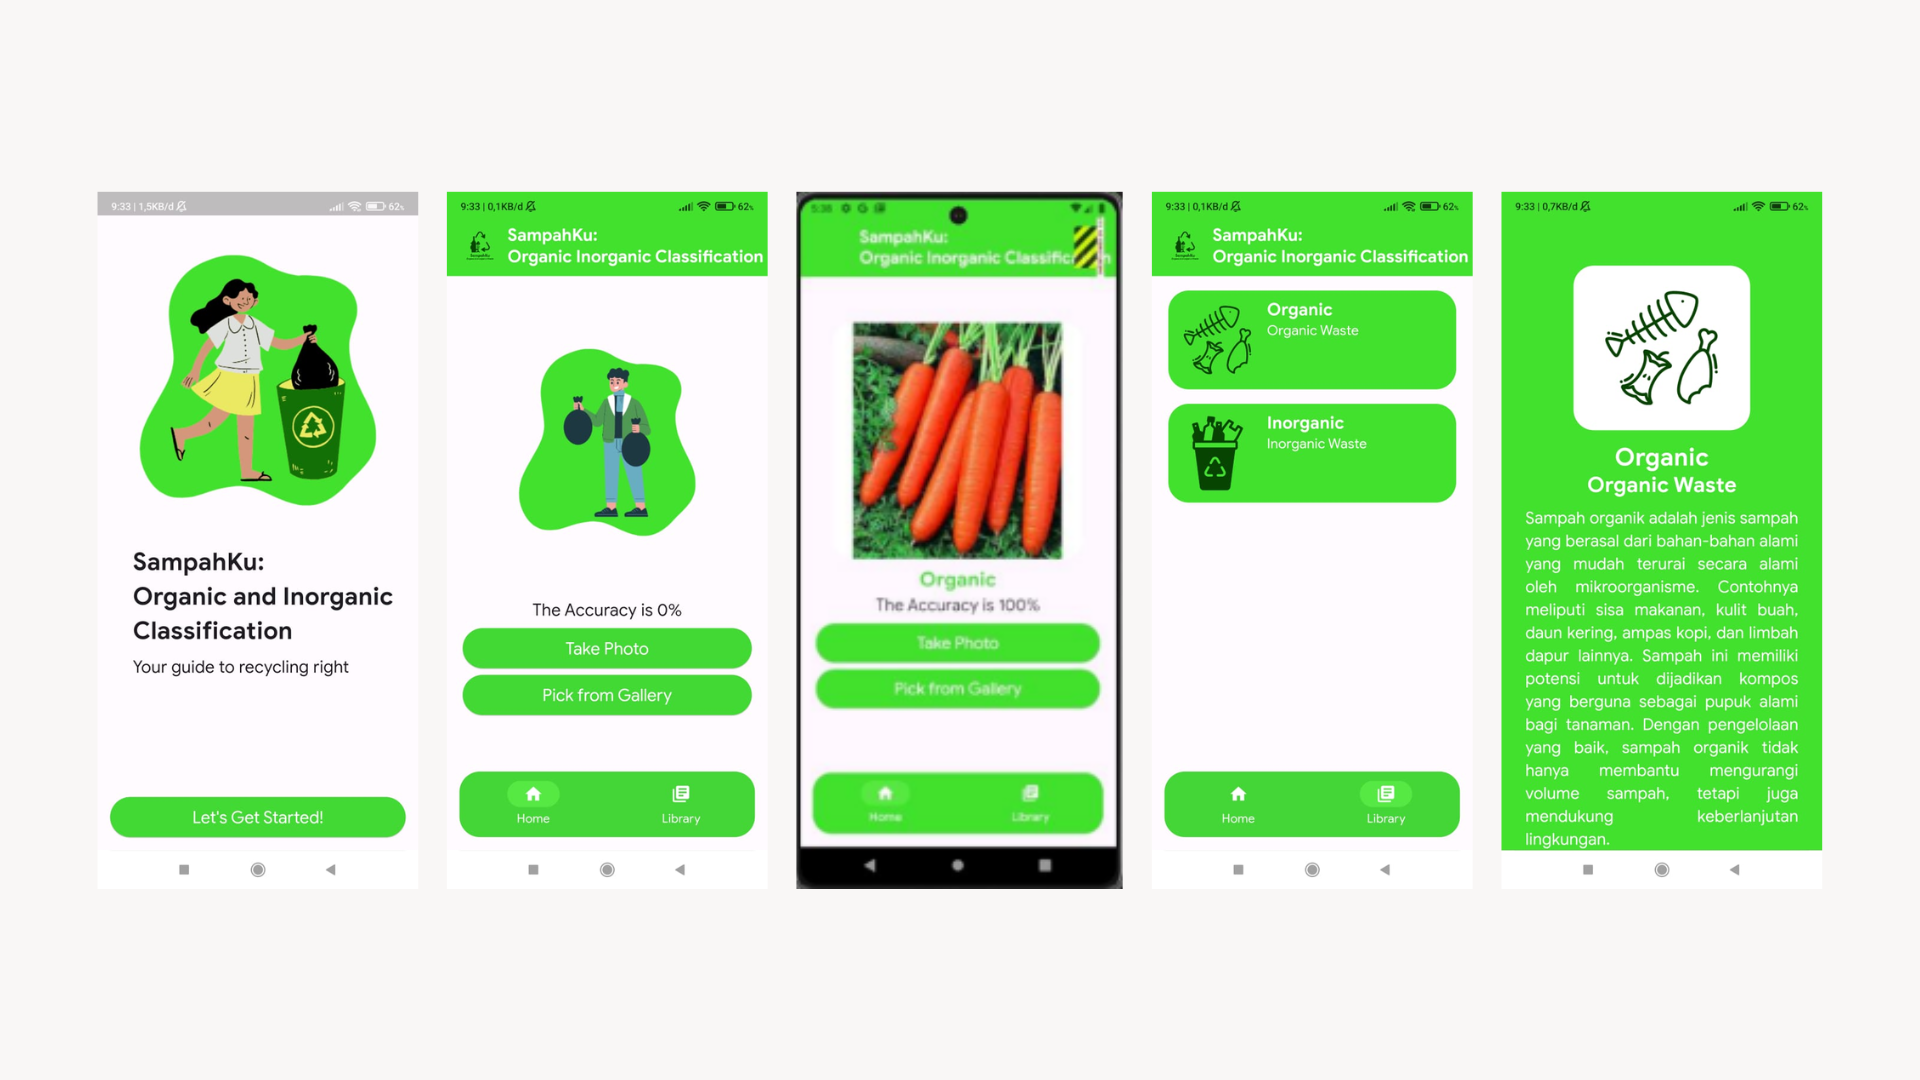 9:33 | 1,5KB/d
62%
SampahKu:
Organic and Inorganic
Classification
Your guide to recycling right
Let's Get Started!
9:33 | 0,1KB/d
62%
SampahKu:
Organic Inorganic Classification
The Accuracy is 0%
Take Photo
Pick from Gallery
Home
Library
5:38
SampahKu:
Organic
The Accuracy is 100%
Take Photo
Pick from Gallery
Home
Library
9:33 | 0,1KB/d
62%
SampahKu:
Organic Inorganic Classification
Organic
Organic Waste
Inorganic
Inorganic Waste
Home
Library
9:33 | 0,7KB/d
62%
Organic
Organic Waste
Sampah organik adalah jenis sampah
yang berasal dari bahan-bahan alami
yang mudah terurai secara alami
oleh mikroorganisme. Contohnya
meliputi sisa makanan, kulit buah,
daun kering, ampas kopi, dan limbah
dapur lainnya. Sampah ini memiliki
potensi untuk dijadikan kompos
yang berguna sebagai pupuk alami
bagi tanaman. Dengan pengelolaan
yang baik, sampah organik tidak
hanya membantu mengurangi
volume sampah, tetapi juga
mendukung keberlanjutan
lingkungan.